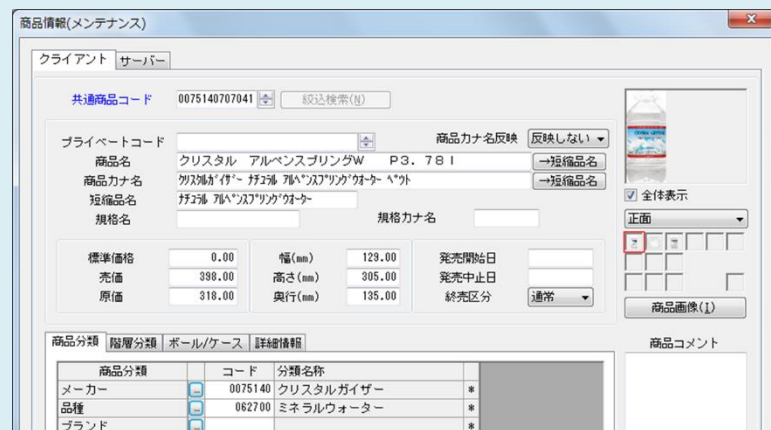 商品情報(メンテナンス)
クライアント サーバー
共通商品コード 0075140707041 絞込検索(N)
プライベートコード 商品カナ名反映 反映しない
商品名 クリスタル アルペンスプリングW P3.78l →短縮品名
商品カナ名 クリスタルガイザー ナチュラル アルペンスプリングウオーター ペウト →短縮品名
短縮品名 ナチュラル アルペンスプリングウオーター
規格名 規格カナ名
全体表示
正面
標準価格 0.00 幅(mm) 129.00 発売開始日
売価 398.00 高さ(mm) 305.00 発売中止日
原価 318.00 奥行(mm) 135.00 終売区分 通常
商品画像(I)
商品分類 階層分類 ボール/ケース 詳細情報
商品コメント
商品分類 コード 分類名称
メーカー ... 0075140 クリスタルガイザー *
品種 ... 062700 ミネラルウォーター *
ブランド ... *